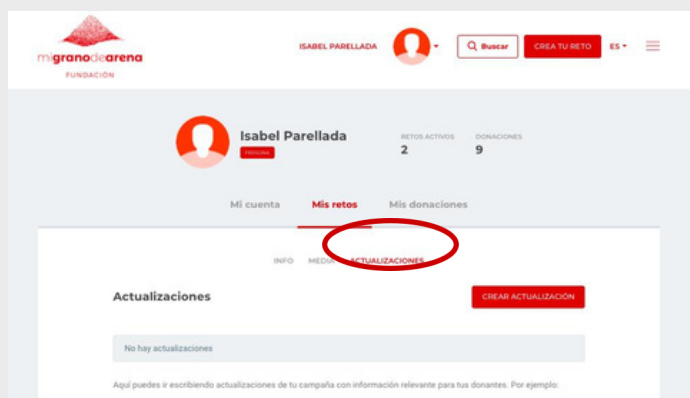 migranodearena
FUNDACIÓN
ISABEL PARELLADA
Buscar
CREA TU RETO
ES
Isabel Parellada
PERSONA
RETOS ACTIVOS
2
DONACIONES
9
Mi cuenta Mis retos Mis donaciones
INFO MEDIA ACTUALIZACIONES
Actualizaciones
CREAR ACTUALIZACIÓN
No hay actualizaciones
Aquí puedes ir escribiendo actualizaciones de tu campaña con información relevante para tus donantes. Por ejemplo: